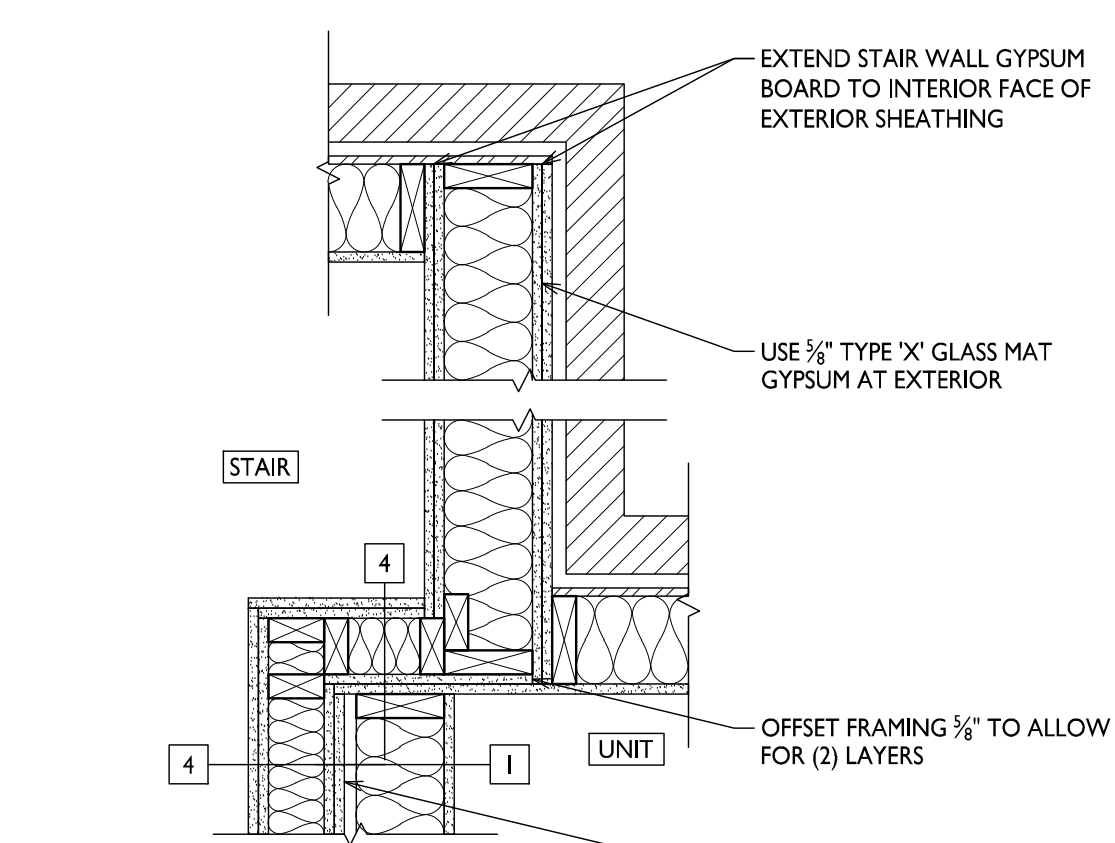 EXTEND STAIR WALL GYPSUM
BOARD TO INTERIOR FACE OF
EXTERIOR SHEATHING
USE ⅝" TYPE 'X' GLASS MAT
GYPSUM AT EXTERIOR
STAIR
4
OFFSET FRAMING ⅝" TO ALLOW
FOR (2) LAYERS
UNIT
4
1